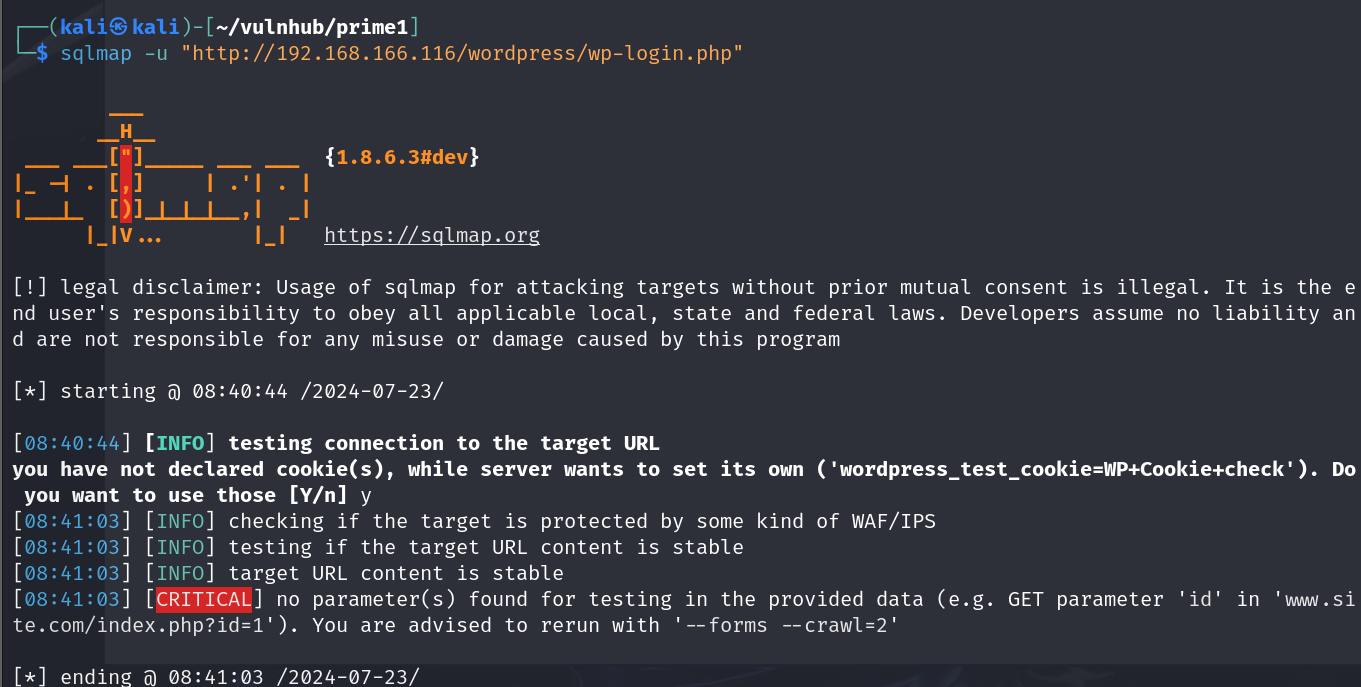 ┌──(kali㉿kali)-[~/vulnhub/prime1]
└─$ sqlmap -u "http://192.168.166.116/wordpress/wp-login.php"
        ___
       __H__
 ___ ___["]_____ ___ ___  {1.8.6.3#dev}
|_ -| . [,]     | .'| . |
|___|_  [)]_|_|_|__,|  _|
      |_|V...       |_|   https://sqlmap.org
[!] legal disclaimer: Usage of sqlmap for attacking targets without prior mutual consent is illegal. It is the e
nd user's responsibility to obey all applicable local, state and federal laws. Developers assume no liability an
d are not responsible for any misuse or damage caused by this program
[*] starting @ 08:40:44 /2024-07-23/
[08:40:44] [INFO] testing connection to the target URL
you have not declared cookie(s), while server wants to set its own ('wordpress_test_cookie=WP+Cookie+check'). Do
 you want to use those [Y/n] y
[08:41:03] [INFO] checking if the target is protected by some kind of WAF/IPS
[08:41:03] [INFO] testing if the target URL content is stable
[08:41:03] [INFO] target URL content is stable
[08:41:03] [CRITICAL] no parameter(s) found for testing in the provided data (e.g. GET parameter 'id' in 'www.si
te.com/index.php?id=1'). You are advised to rerun with '--forms --crawl=2'
[*] ending @ 08:41:03 /2024-07-23/